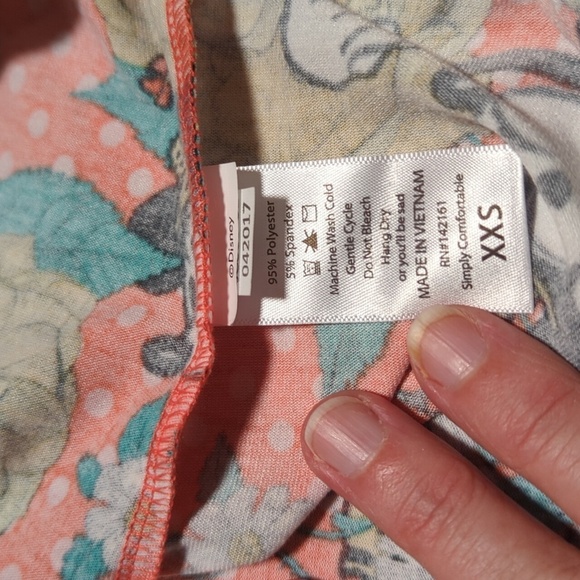 ©Disney
042017
95% Polyester
5% Spandex
Machine Wash Cold
Gentle Cycle
Do Not Bleach
Hang Dry
or you'll be sad
MADE IN VIETNAM
RN#142161
Simply Comfortable
XXS